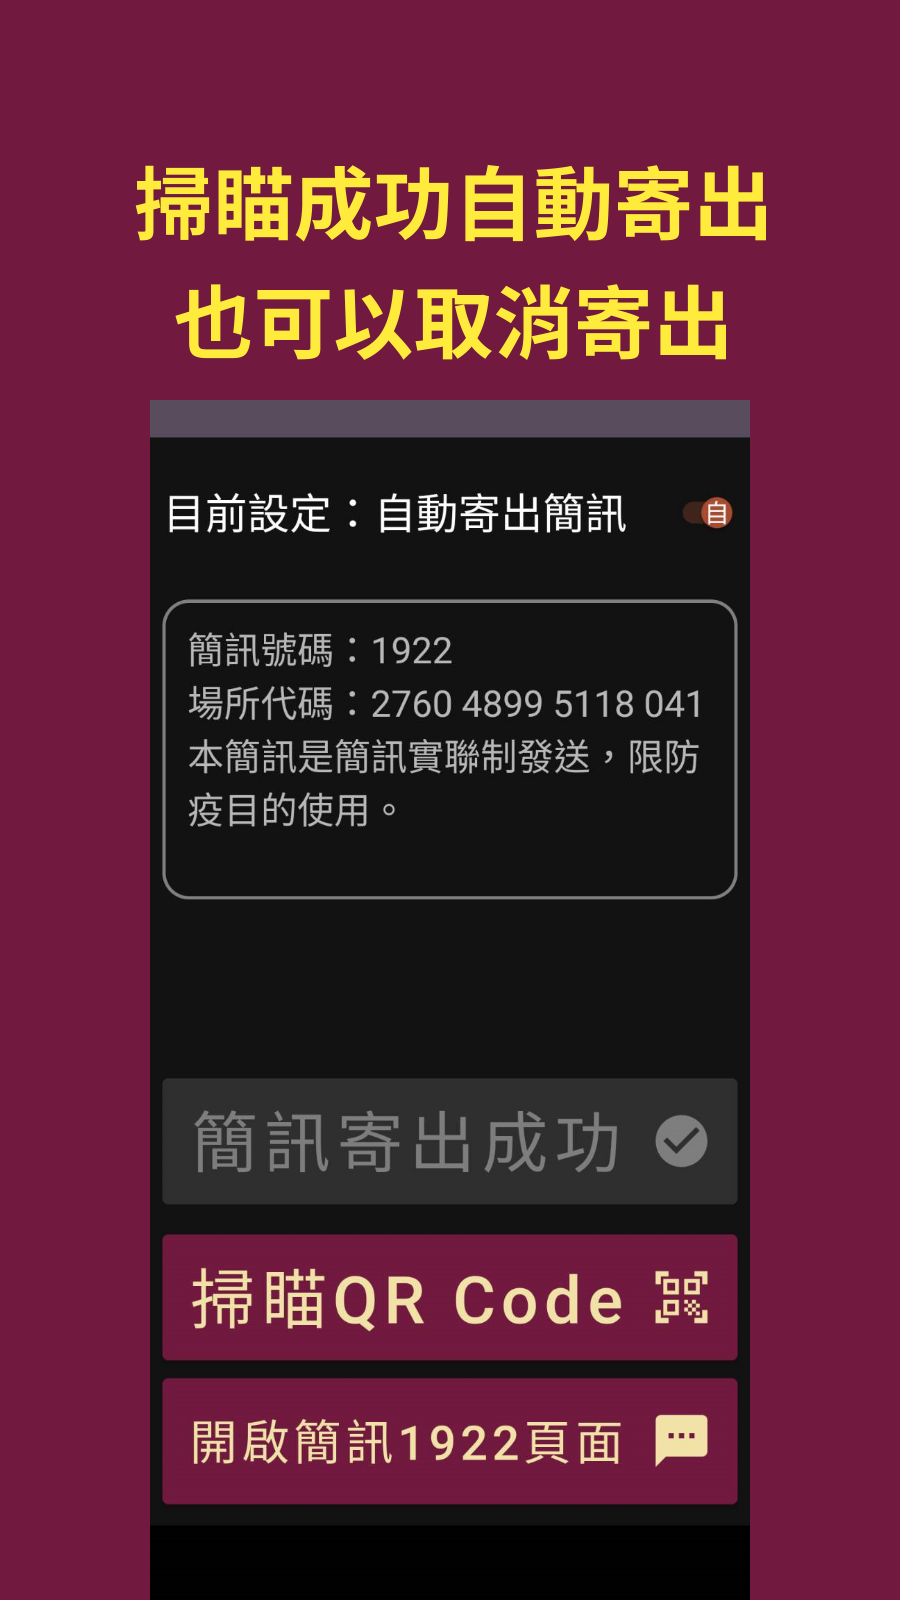 掃瞄成功自動寄出
也可以取消寄出
目前設定：自動寄出簡訊
自
簡訊號碼：1922
場所代碼：2760 4899 5118 041
本簡訊是簡訊實聯制發送，限防
疫目的使用。
簡訊寄出成功
掃瞄QR Code
開啟簡訊1922頁面